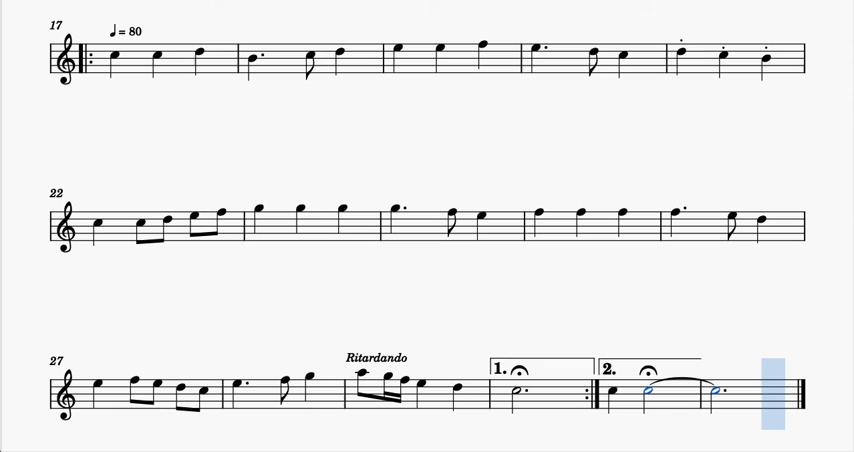 17
♩ = 80
22
27
Ritardando
1.
2.